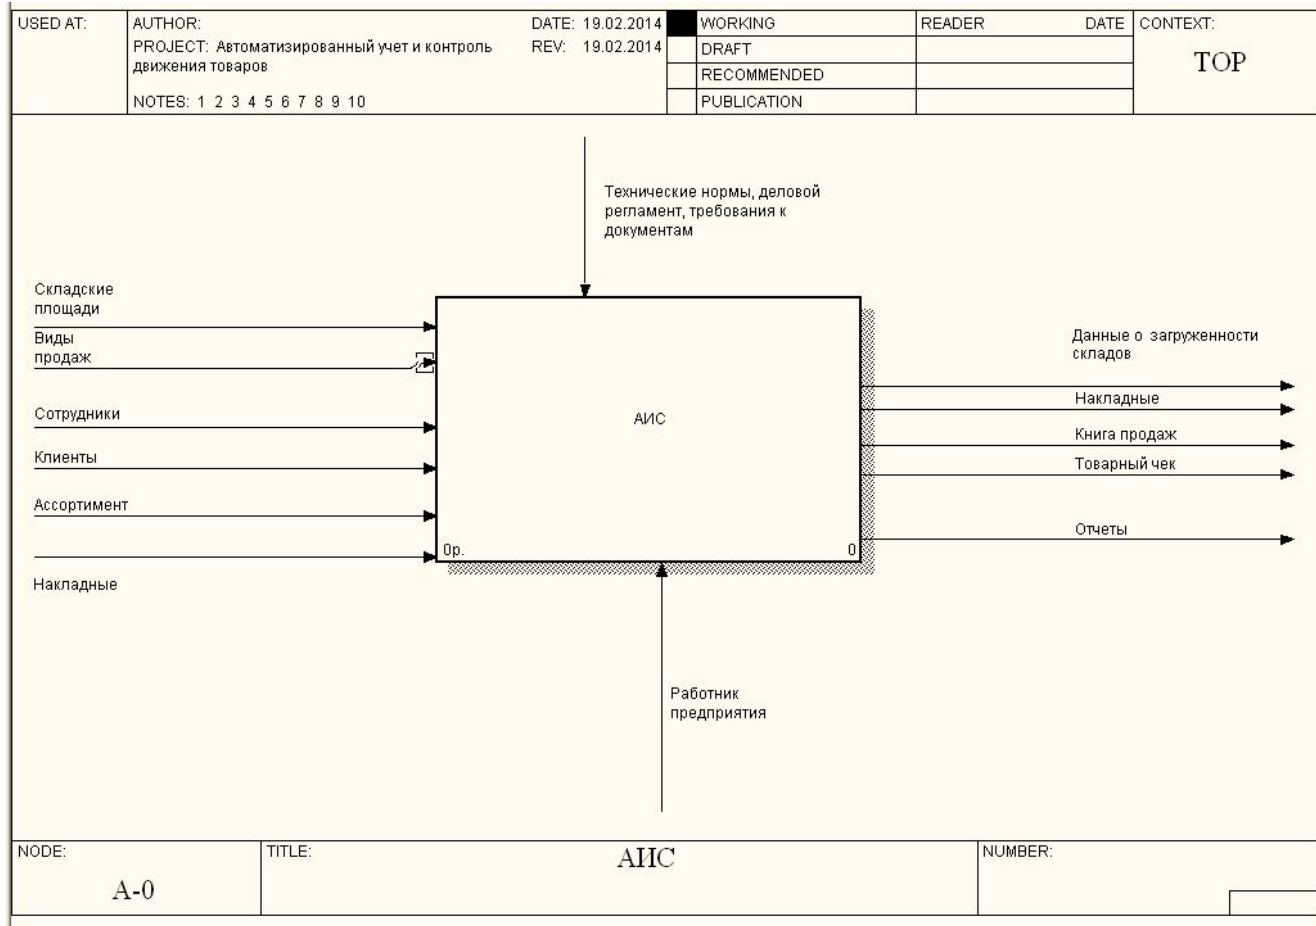 USED AT:
AUTHOR:
DATE: 19.02.2014
WORKING
READER
DATE
CONTEXT:
PROJECT: Автоматизированный учет и контроль
REV: 19.02.2014
DRAFT
TOP
движения товаров
RECOMMENDED
NOTES: 1 2 3 4 5 6 7 8 9 10
PUBLICATION
Технические нормы, деловой
регламент, требования к
документам
Складские
площади
Виды
продаж
Сотрудники
Клиенты
Ассортимент
Накладные
АИС
0р.
0
Данные о загруженности
складов
Накладные
Книга продаж
Товарный чек
Отчеты
Работник
предприятия
NODE:
A-0
TITLE:
АИС
NUMBER: